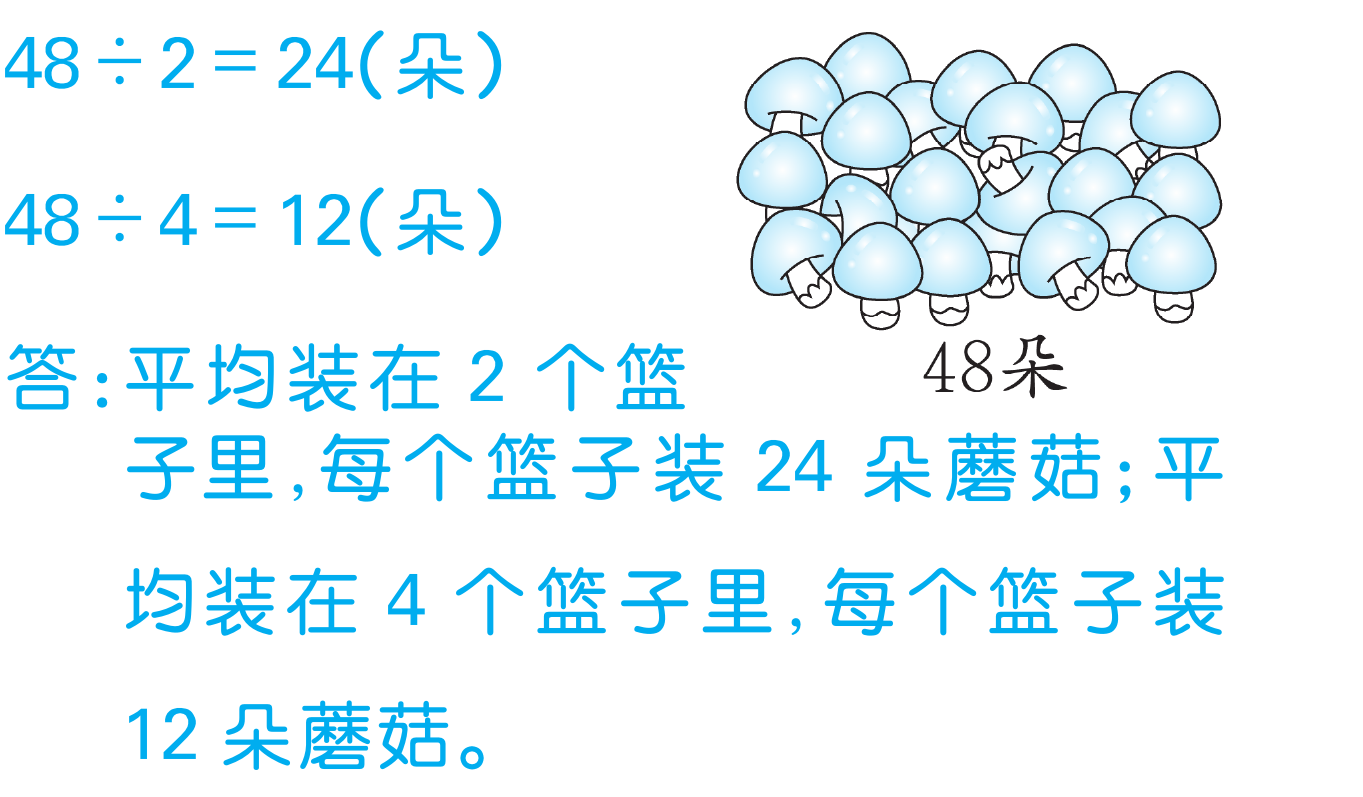 48÷2=24(朵)
48÷4=12(朵)
48朵
答:平均装在 2 个篮
子里,每个篮子装 24 朵蘑菇;平
均装在 4 个篮子里,每个篮子装
12 朵蘑菇。